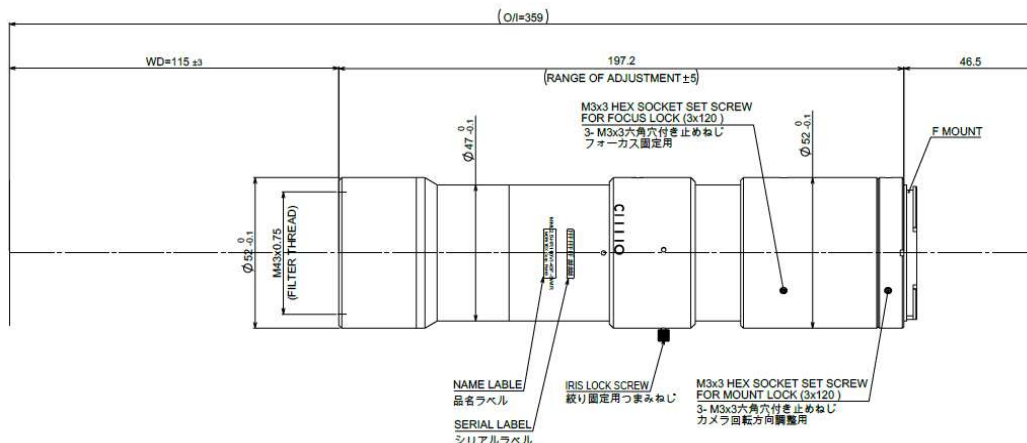 (O/I=359)
WD=115 ±3
197.2
(RANGE OF ADJUSTMENT±5)
46.5
M3x3 HEX SOCKET SET SCREW
FOR FOCUS LOCK (3x120 )
3- M3x3六角穴付き止めねじ
フォーカス固定用
F MOUNT
Ø47 0 -0.1
Ø52 0 -0.1
Ø52 0 -0.1
M43x0.75
(FILTER THREAD)
NAME LABLE
品名ラベル
SERIAL LABEL
シリアルラベル
IRIS LOCK SCREW
絞り固定用つまみねじ
M3x3 HEX SOCKET SET SCREW
FOR MOUNT LOCK (3x120 )
3- M3x3六角穴付き止めねじ
カメラ回転方向調整用